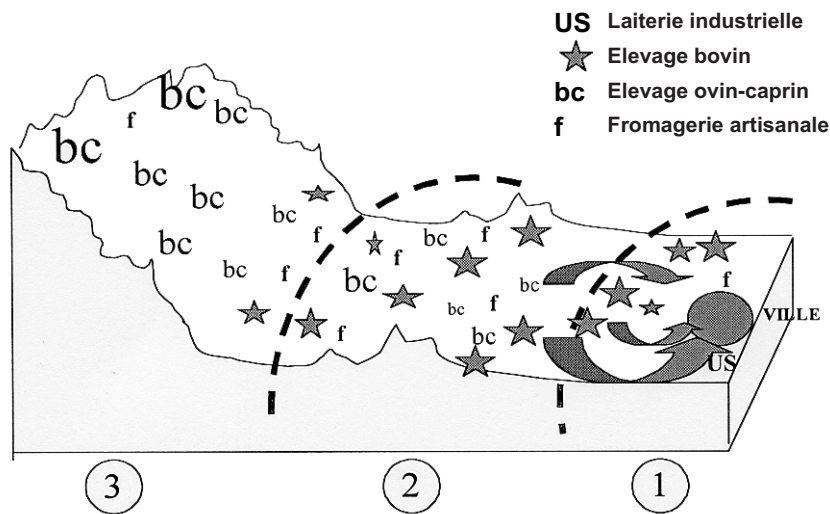 US Laiterie industrielle
Elevage bovin
bc Elevage ovin-caprin
f Fromagerie artisanale
bc
bc
f
bc
bc
bc
bc
bc
f
bc
f
bc
f
bc
f
f
bc
bc
f
bc
f
bc
f
VILLE
US
3
2
1